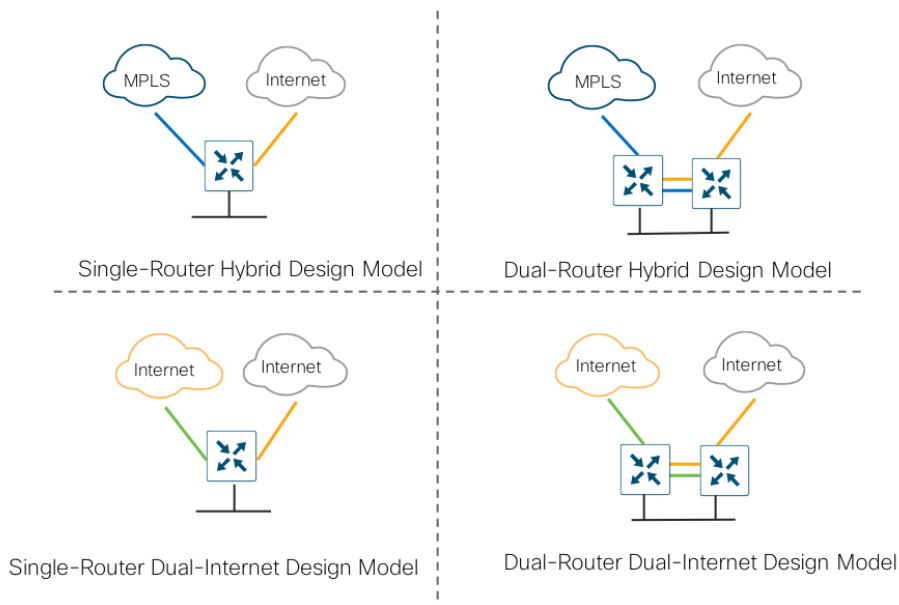 MPLS
Internet
Single-Router Hybrid Design Model
MPLS
Internet
Dual-Router Hybrid Design Model
Internet
Internet
Single-Router Dual-Internet Design Model
Internet
Internet
Dual-Router Dual-Internet Design Model